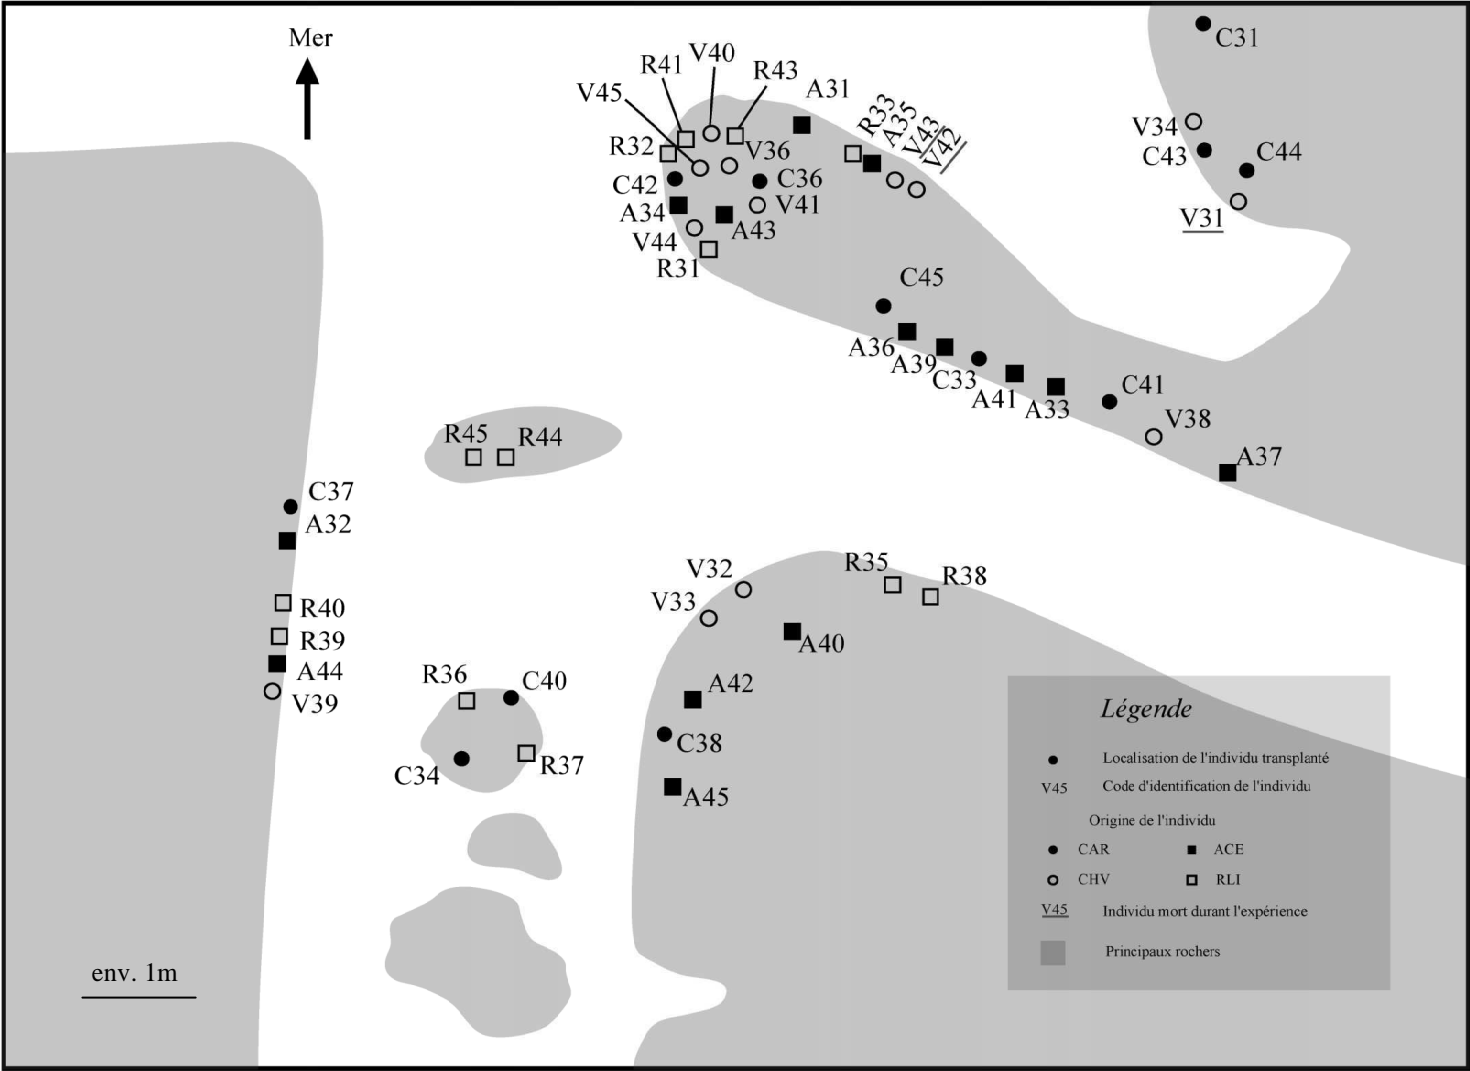 Mer
C31
V40
R41
R43
V45
A31
R33
A35
V43
V42
V34
R32
V36
C43
C44
C42
C36
A34
V41
V31
A43
V44
R31
C45
A36
A39
C33
A41
A33
C41
V38
A37
R45
R44
C37
A32
R40
R39
A44
V39
V32
V33
R35
R38
A40
R36
C40
A42
C38
C34
R37
A45
Légende
Localisation de l'individu transplanté
V45 Code d'identification de l'individu
Origine de l'individu
CAR ACE
CHV RLI
V45 Individu mort durant l'expérience
Principaux rochers
env. 1m